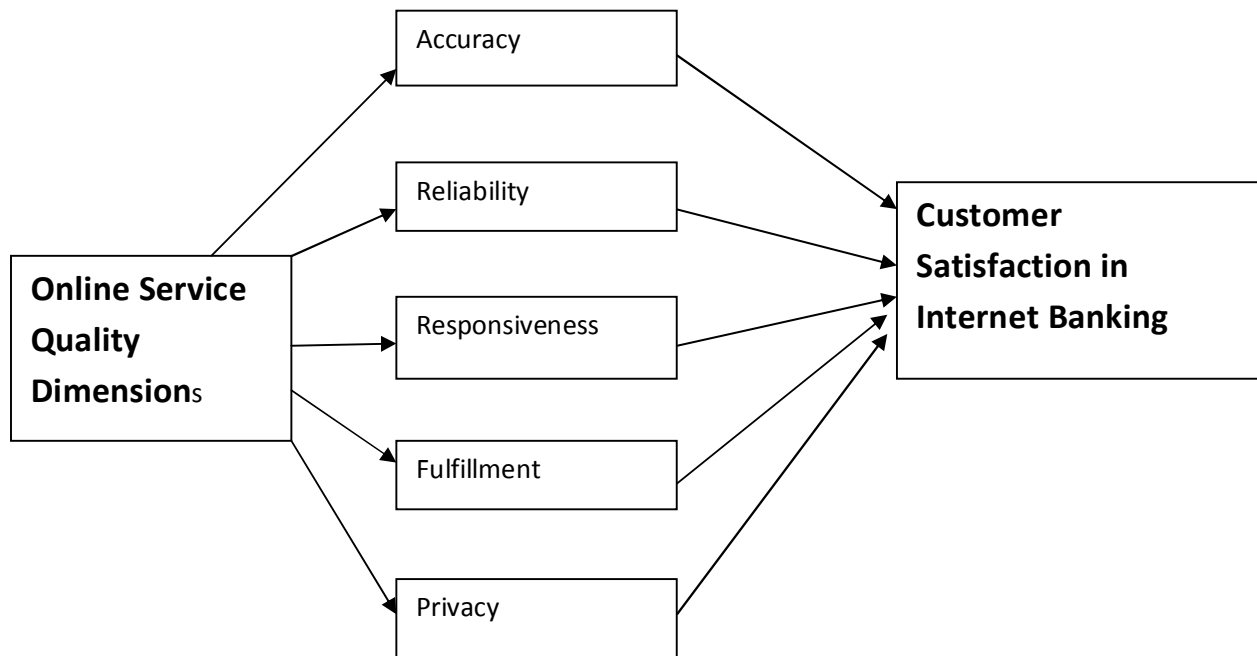 Accuracy
Reliability
Online Service
Quality
Dimensions
Responsiveness
Fulfillment
Privacy
Customer
Satisfaction in
Internet Banking